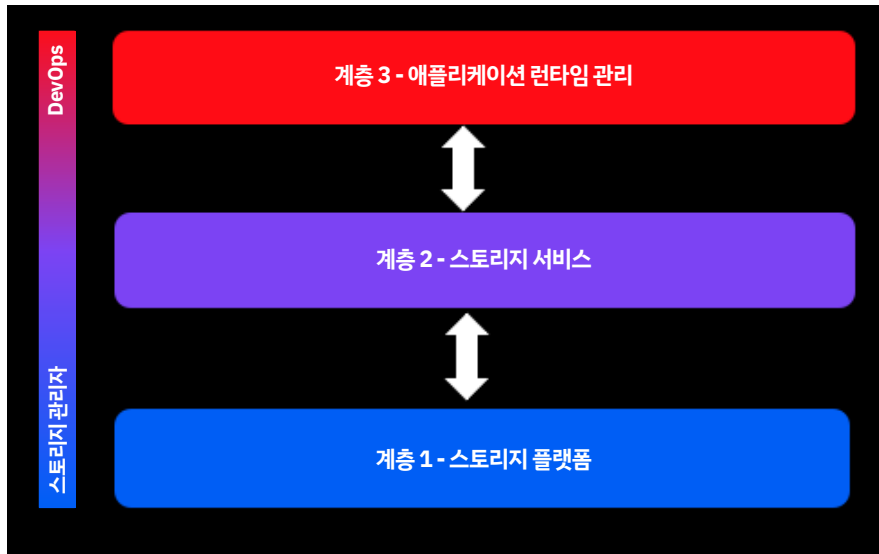 DevOps
스토리지 관리자
계층 3 - 애플리케이션 런타임 관리
계층 2 - 스토리지 서비스
계층 1 - 스토리지 플랫폼